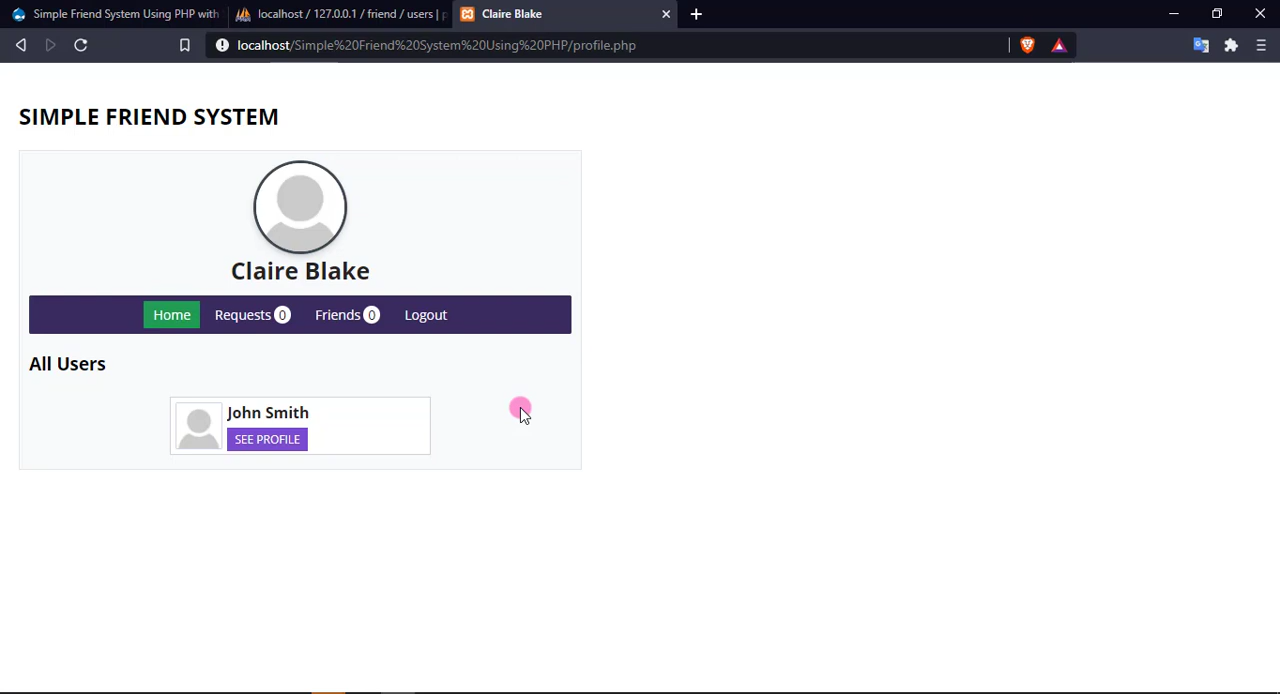 Simple Friend System Using PHP with
localhost / 127.0.0.1 / friend / users |
Claire Blake
localhost/Simple%20Friend%20System%20Using%20PHP/profile.php
SIMPLE FRIEND SYSTEM
Claire Blake
Home Requests 0 Friends 0 Logout
All Users
John Smith
SEE PROFILE